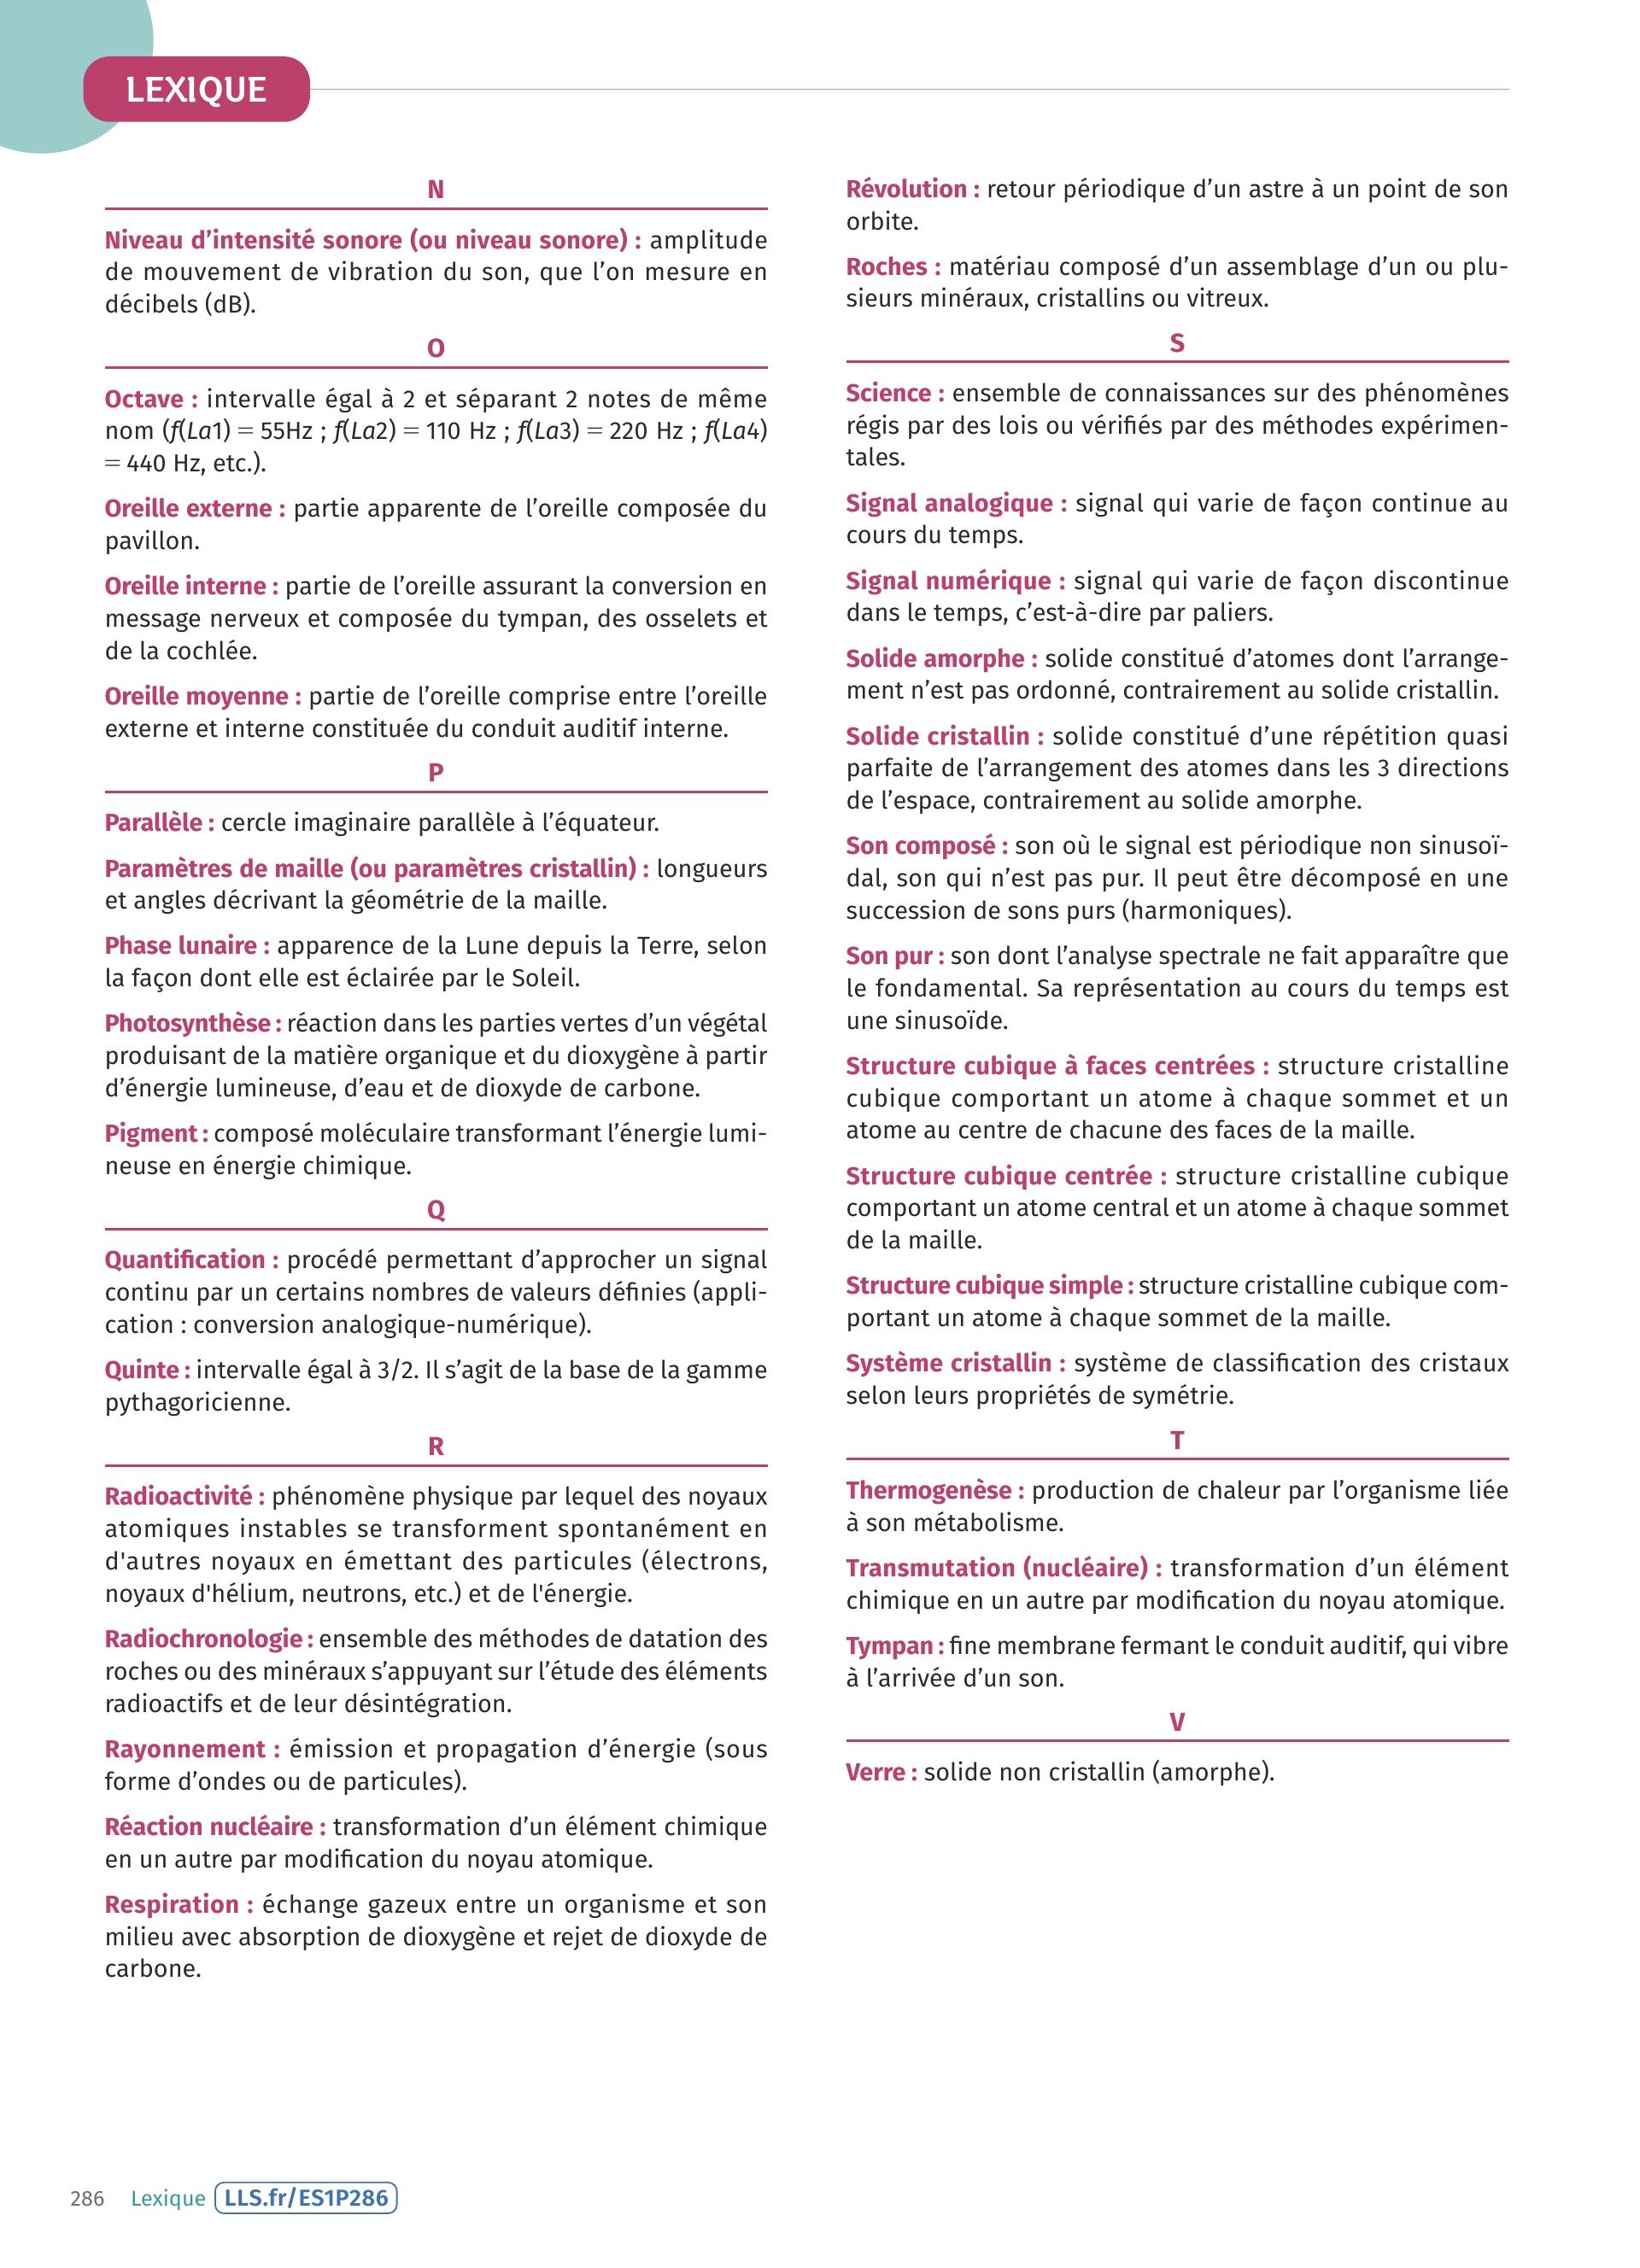 LEXIQUE
N
Niveau d’intensité sonore (ou niveau sonore) : amplitude
de mouvement de vibration du son, que l’on mesure en
décibels (dB).
O
Octave : intervalle égal à 2 et séparant 2 notes de même
nom (f(La1) = 55Hz ; f(La2) = 110 Hz ; f(La3) = 220 Hz ; f(La4)
= 440 Hz, etc.).
Oreille externe : partie apparente de l’oreille composée du
pavillon.
Oreille interne : partie de l’oreille assurant la conversion en
message nerveux et composée du tympan, des osselets et
de la cochlée.
Oreille moyenne : partie de l’oreille comprise entre l’oreille
externe et interne constituée du conduit auditif interne.
P
Parallèle : cercle imaginaire parallèle à l’équateur.
Paramètres de maille (ou paramètres cristallin) : longueurs
et angles décrivant la géométrie de la maille.
Phase lunaire : apparence de la Lune depuis la Terre, selon
la façon dont elle est éclairée par le Soleil.
Photosynthèse : réaction dans les parties vertes d’un végétal
produisant de la matière organique et du dioxygène à partir
d’énergie lumineuse, d’eau et de dioxyde de carbone.
Pigment : composé moléculaire transformant l’énergie lumi-
neuse en énergie chimique.
Q
Quantification : procédé permettant d’approcher un signal
continu par un certains nombres de valeurs définies (appli-
cation : conversion analogique-numérique).
Quinte : intervalle égal à 3/2. Il s’agit de la base de la gamme
pythagoricienne.
R
Radioactivité : phénomène physique par lequel des noyaux
atomiques instables se transforment spontanément en
d'autres noyaux en émettant des particules (électrons,
noyaux d'hélium, neutrons, etc.) et de l'énergie.
Radiochronologie : ensemble des méthodes de datation des
roches ou des minéraux s’appuyant sur l’étude des éléments
radioactifs et de leur désintégration.
Rayonnement : émission et propagation d’énergie (sous
forme d’ondes ou de particules).
Réaction nucléaire : transformation d’un élément chimique
en un autre par modification du noyau atomique.
Respiration : échange gazeux entre un organisme et son
milieu avec absorption de dioxygène et rejet de dioxyde de
carbone.
Révolution : retour périodique d’un astre à un point de son
orbite.
Roches : matériau composé d’un assemblage d’un ou plu-
sieurs minéraux, cristallins ou vitreux.
S
Science : ensemble de connaissances sur des phénomènes
régis par des lois ou vérifiés par des méthodes expérimen-
tales.
Signal analogique : signal qui varie de façon continue au
cours du temps.
Signal numérique : signal qui varie de façon discontinue
dans le temps, c’est-à-dire par paliers.
Solide amorphe : solide constitué d’atomes dont l’arrange-
ment n’est pas ordonné, contrairement au solide cristallin.
Solide cristallin : solide constitué d’une répétition quasi
parfaite de l’arrangement des atomes dans les 3 directions
de l’espace, contrairement au solide amorphe.
Son composé : son où le signal est périodique non sinusoï-
dal, son qui n’est pas pur. Il peut être décomposé en une
succession de sons purs (harmoniques).
Son pur : son dont l’analyse spectrale ne fait apparaître que
le fondamental. Sa représentation au cours du temps est
une sinusoïde.
Structure cubique à faces centrées : structure cristalline
cubique comportant un atome à chaque sommet et un
atome au centre de chacune des faces de la maille.
Structure cubique centrée : structure cristalline cubique
comportant un atome central et un atome à chaque sommet
de la maille.
Structure cubique simple : structure cristalline cubique com-
portant un atome à chaque sommet de la maille.
Système cristallin : système de classification des cristaux
selon leurs propriétés de symétrie.
T
Thermogenèse : production de chaleur par l’organisme liée
à son métabolisme.
Transmutation (nucléaire) : transformation d’un élément
chimique en un autre par modification du noyau atomique.
Tympan : fine membrane fermant le conduit auditif, qui vibre
à l’arrivée d’un son.
V
Verre : solide non cristallin (amorphe).
286 Lexique LLS.fr/ES1P286